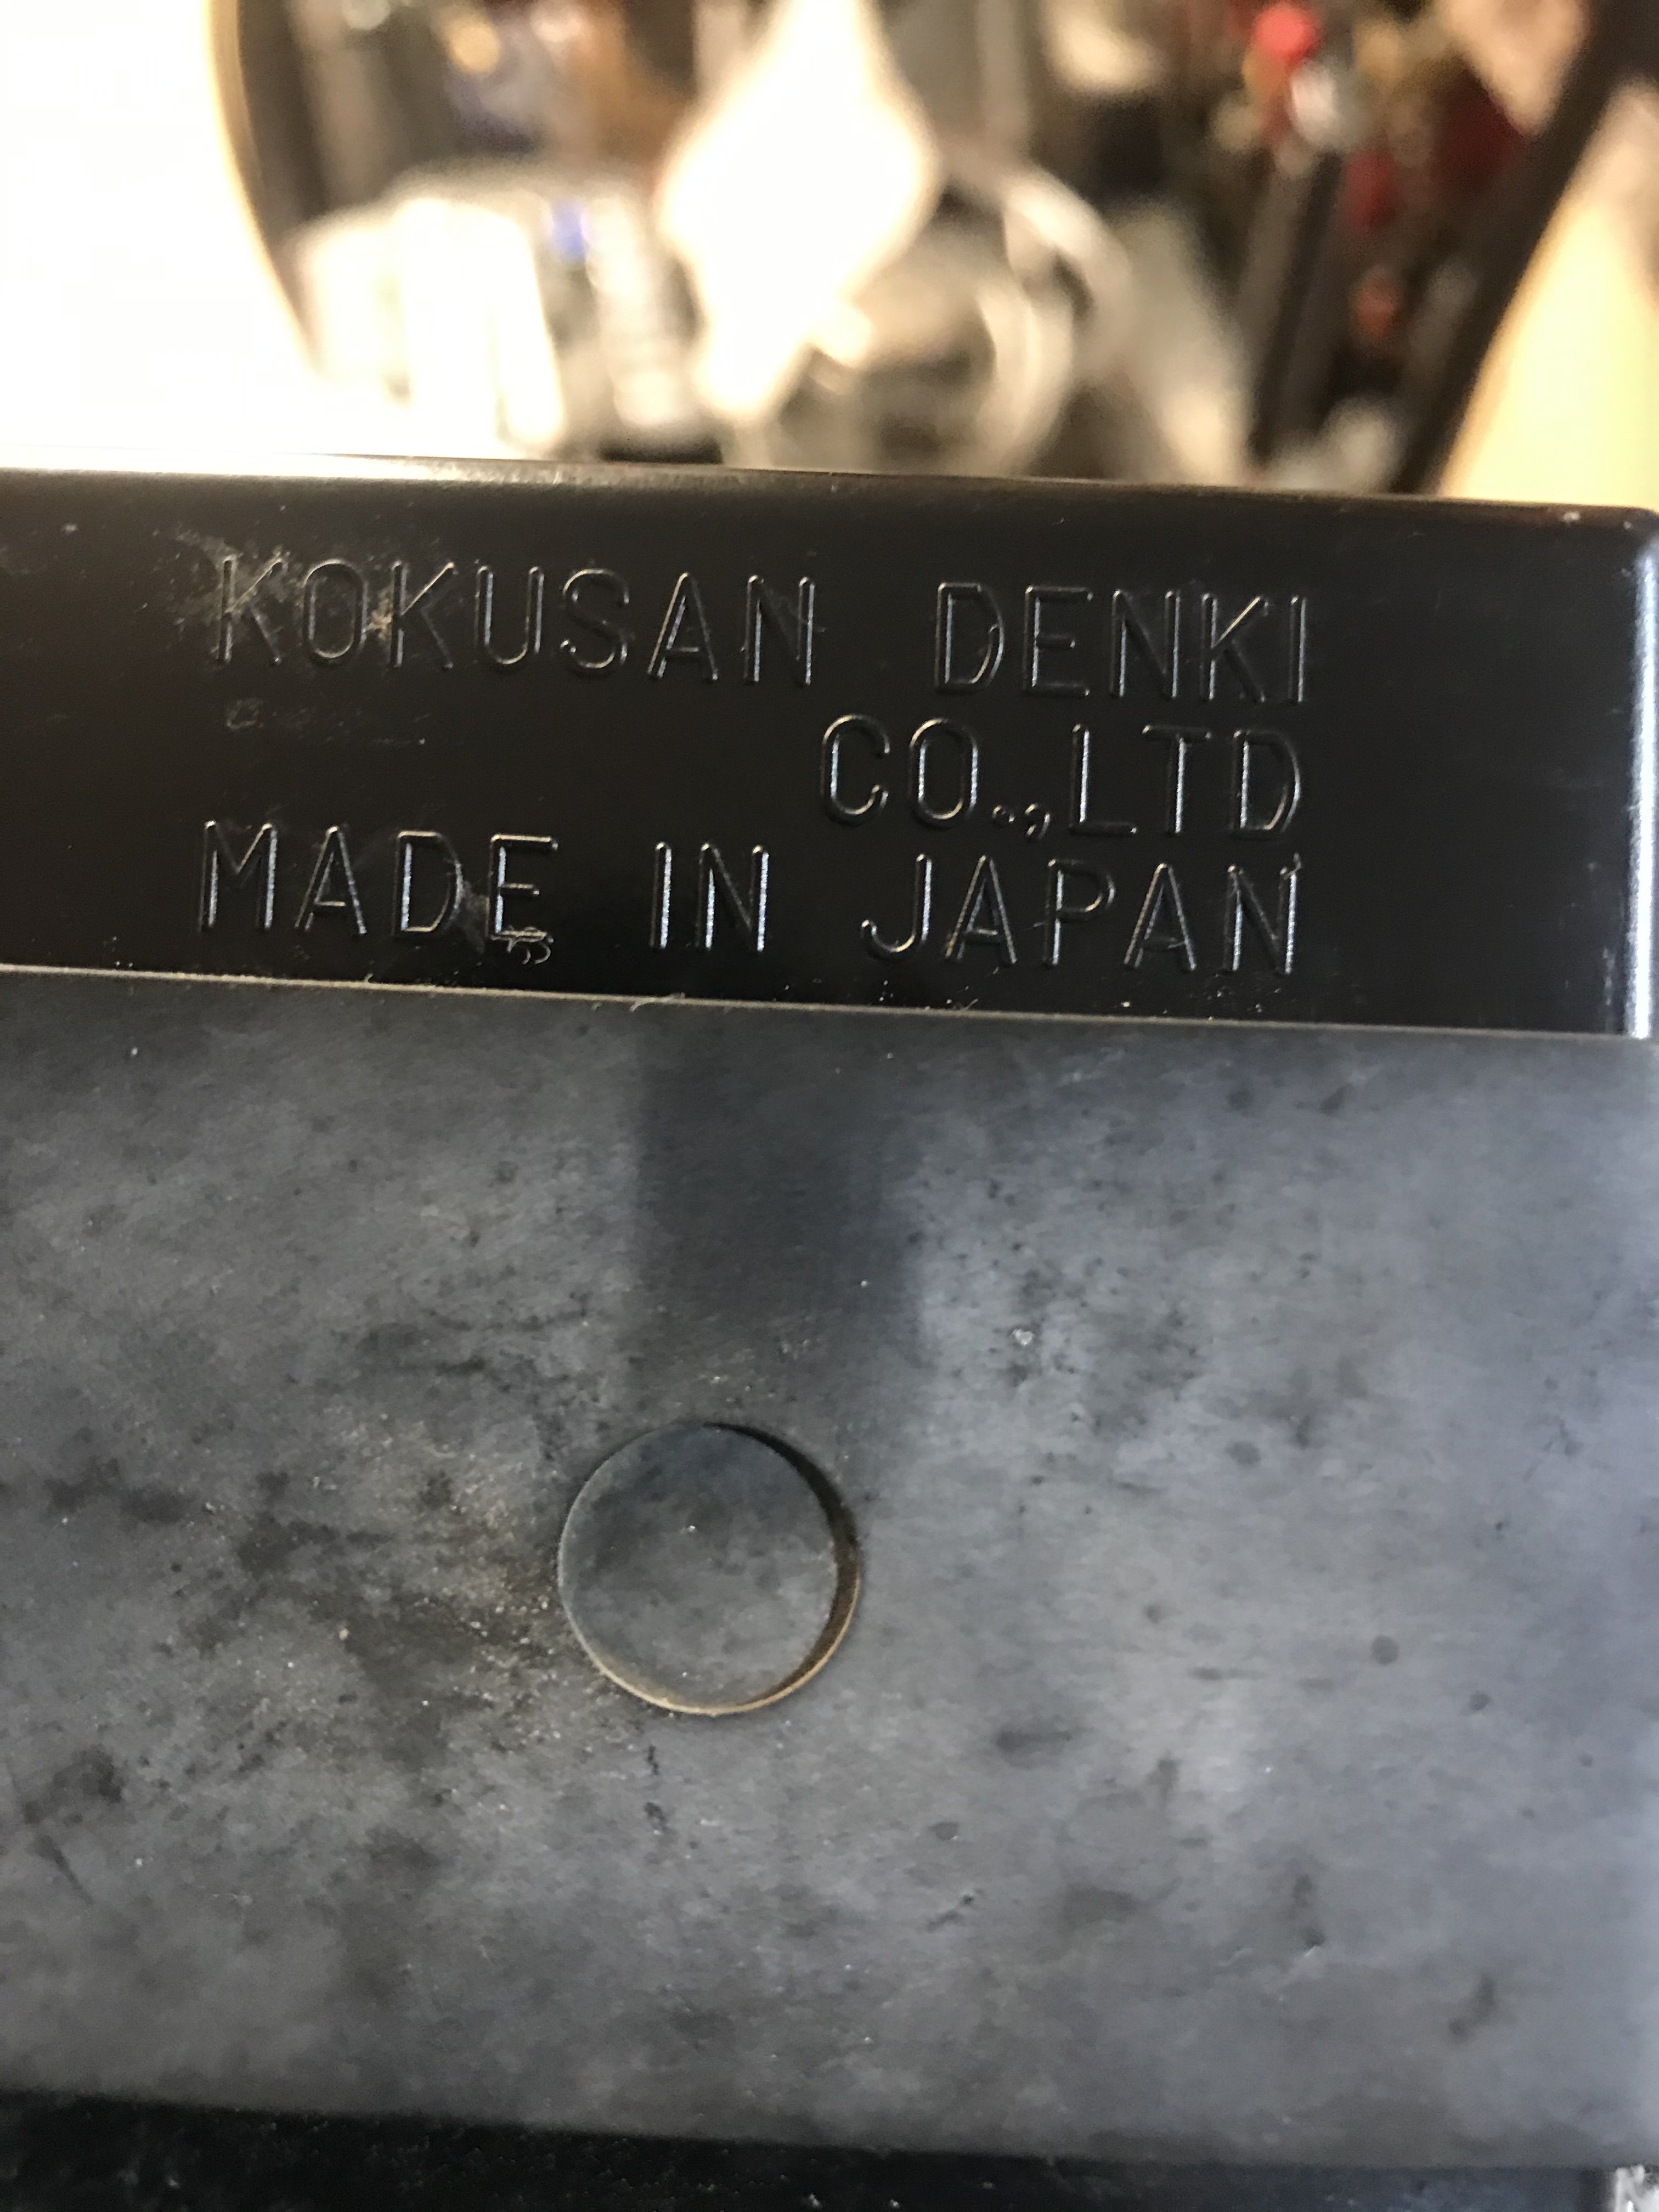 KOKUSAN DENKI
CO.,LTD
MADE IN JAPAN